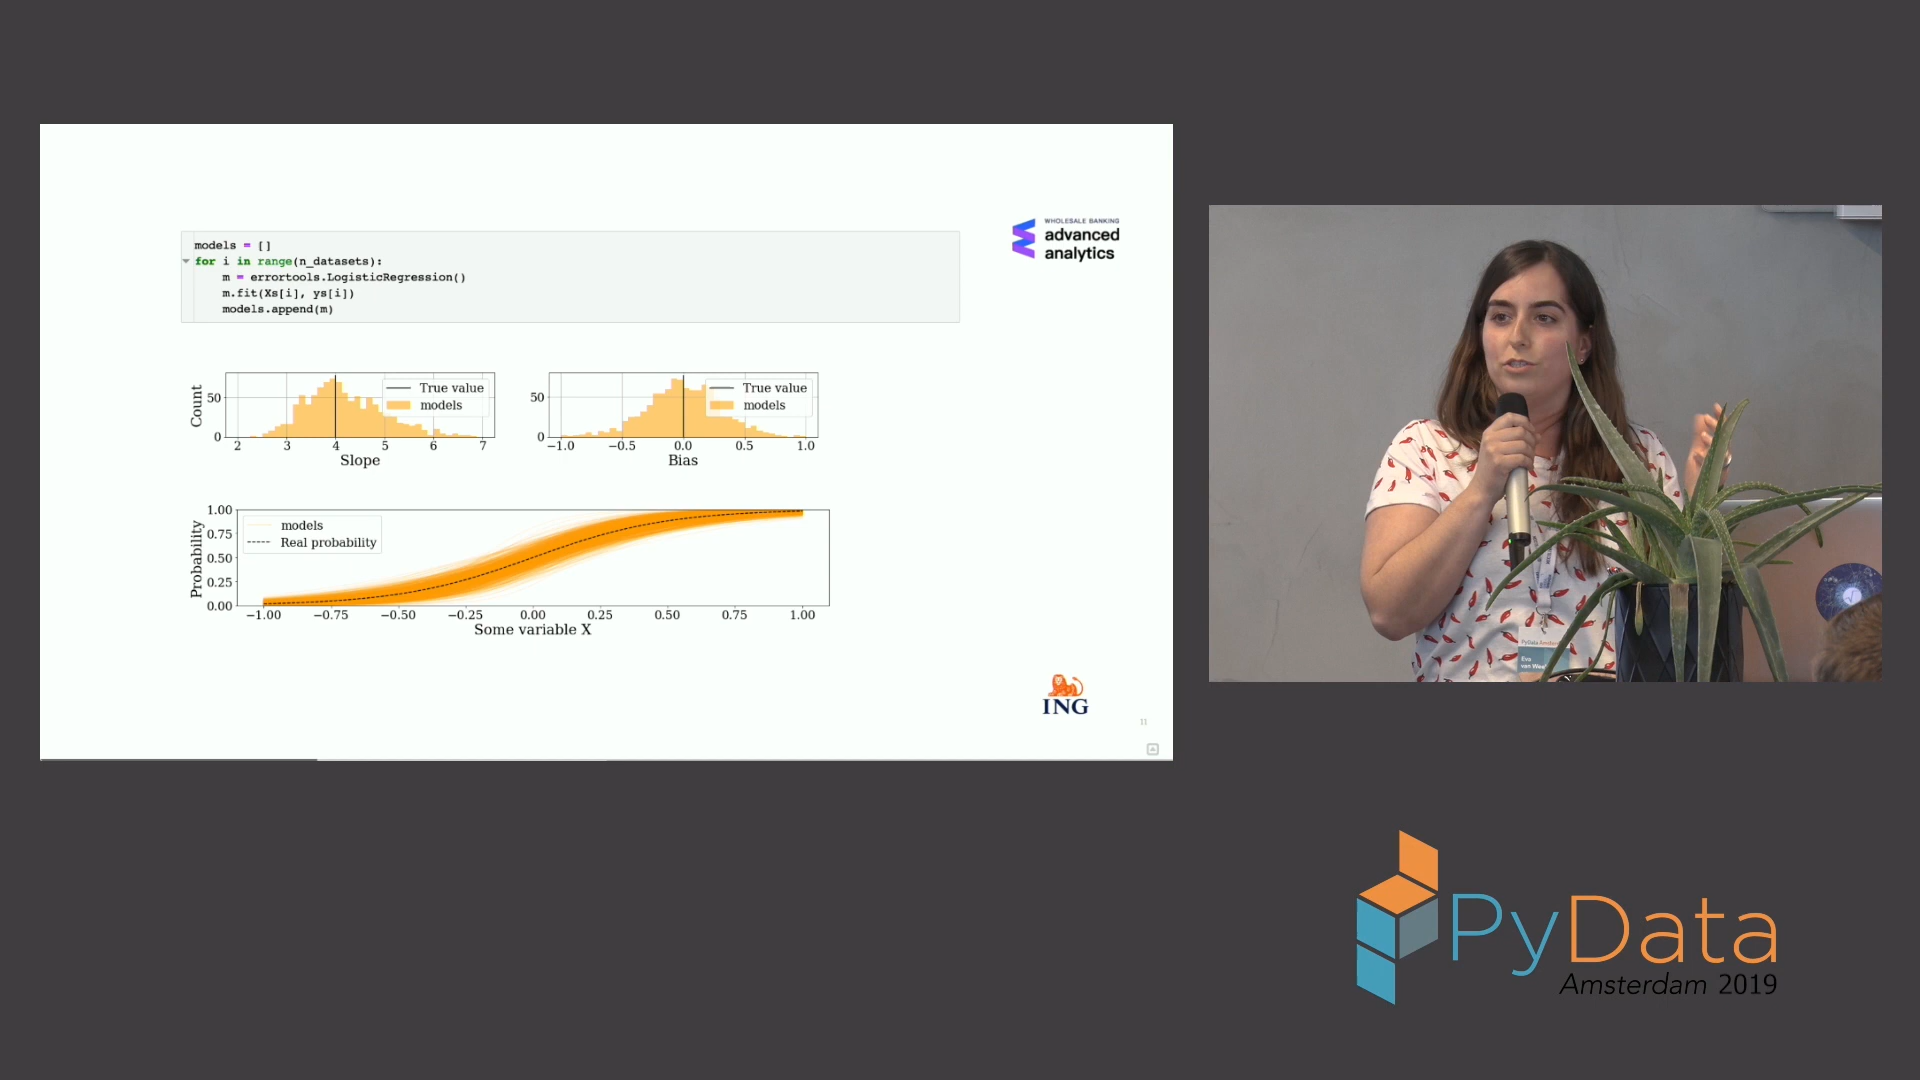 models = []
for i in range(n_datasets):
m = errortools.LogisticRegression()
m.fit(Xs[i], ys[i])
models.append(m)
WHOLESALE BANKING
advanced
analytics
Count
50
0
True value
models
2 3 4 5 6 7
Slope
50
0
True value
models
−1.0 −0.5 0.0 0.5 1.0
Bias
Probability
1.00
0.75
0.50
0.25
0.00
models
Real probability
−1.00 −0.75 −0.50 −0.25 0.00 0.25 0.50 0.75 1.00
Some variable X
ING
11
PyData
Eva
PyData
Amsterdam 2019